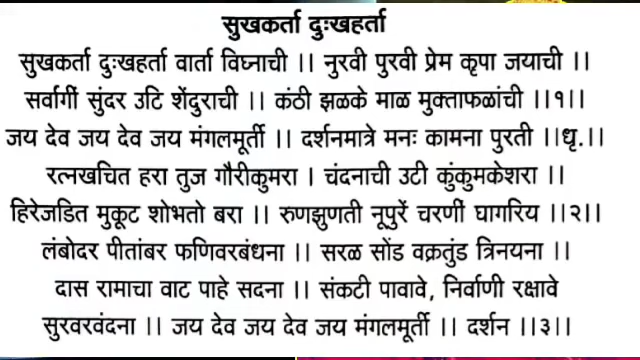 सुखकर्ता दुःखहर्ता
सुखकर्ता दुःखहर्ता वार्ता विघ्नाची ।। नुरवी पुरवी प्रेम कृपा जयाची ।।
सर्वागीं सुंदर उटि शेंदुराची ।। कंठी झळके माळ मुक्ताफळांची ।।१।।
जय देव जय देव जय मंगलमूर्ती ।। दर्शनमात्रे मनः कामना पुरती ।।धृ.।।
रत्नखचित हरा तुज गौरीकुमरा । चंदनाची उटी कुंकुमकेशरा ।।
हिरेजडित मुकूट शोभतो बरा ।। रुणझुणती नूपुरें चरणीं घागरिय ।।२।।
लंबोदर पीतांबर फणिवरबंधना ।। सरळ सोंड वक्रतुंड त्रिनयना ।।
दास रामाचा वाट पाहे सदना ।। संकटी पावावे, निर्वाणी रक्षावे
सुरवरवंदना ।। जय देव जय देव जय मंगलमूर्ती ।। दर्शन ।।३।।